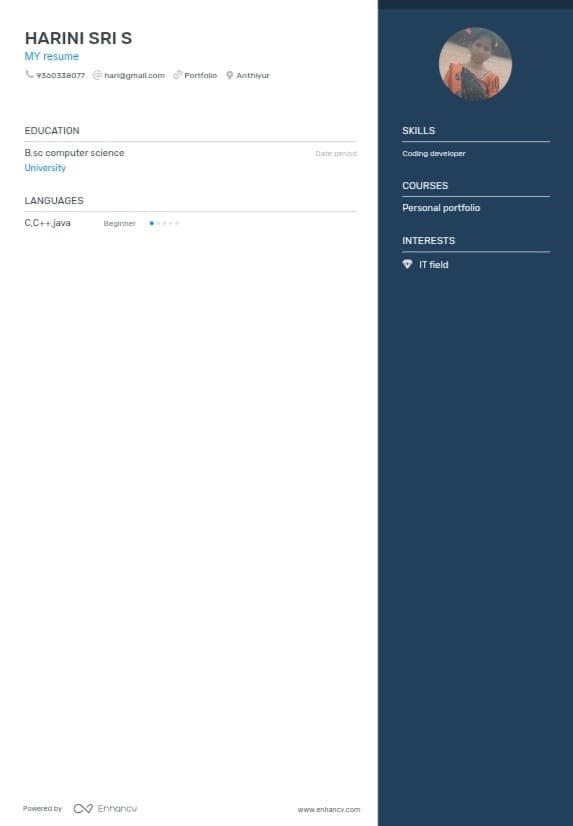 HARINI SRI S
MY resume
9360338077 hari@gmail.com Portfolio Anthiyur
EDUCATION
B.sc computer science Date period
University
LANGUAGES
C,C++,java Beginner
SKILLS
Coding developer
COURSES
Personal portfolio
INTERESTS
IT field
Powered by Enhancv
www.enhancv.com